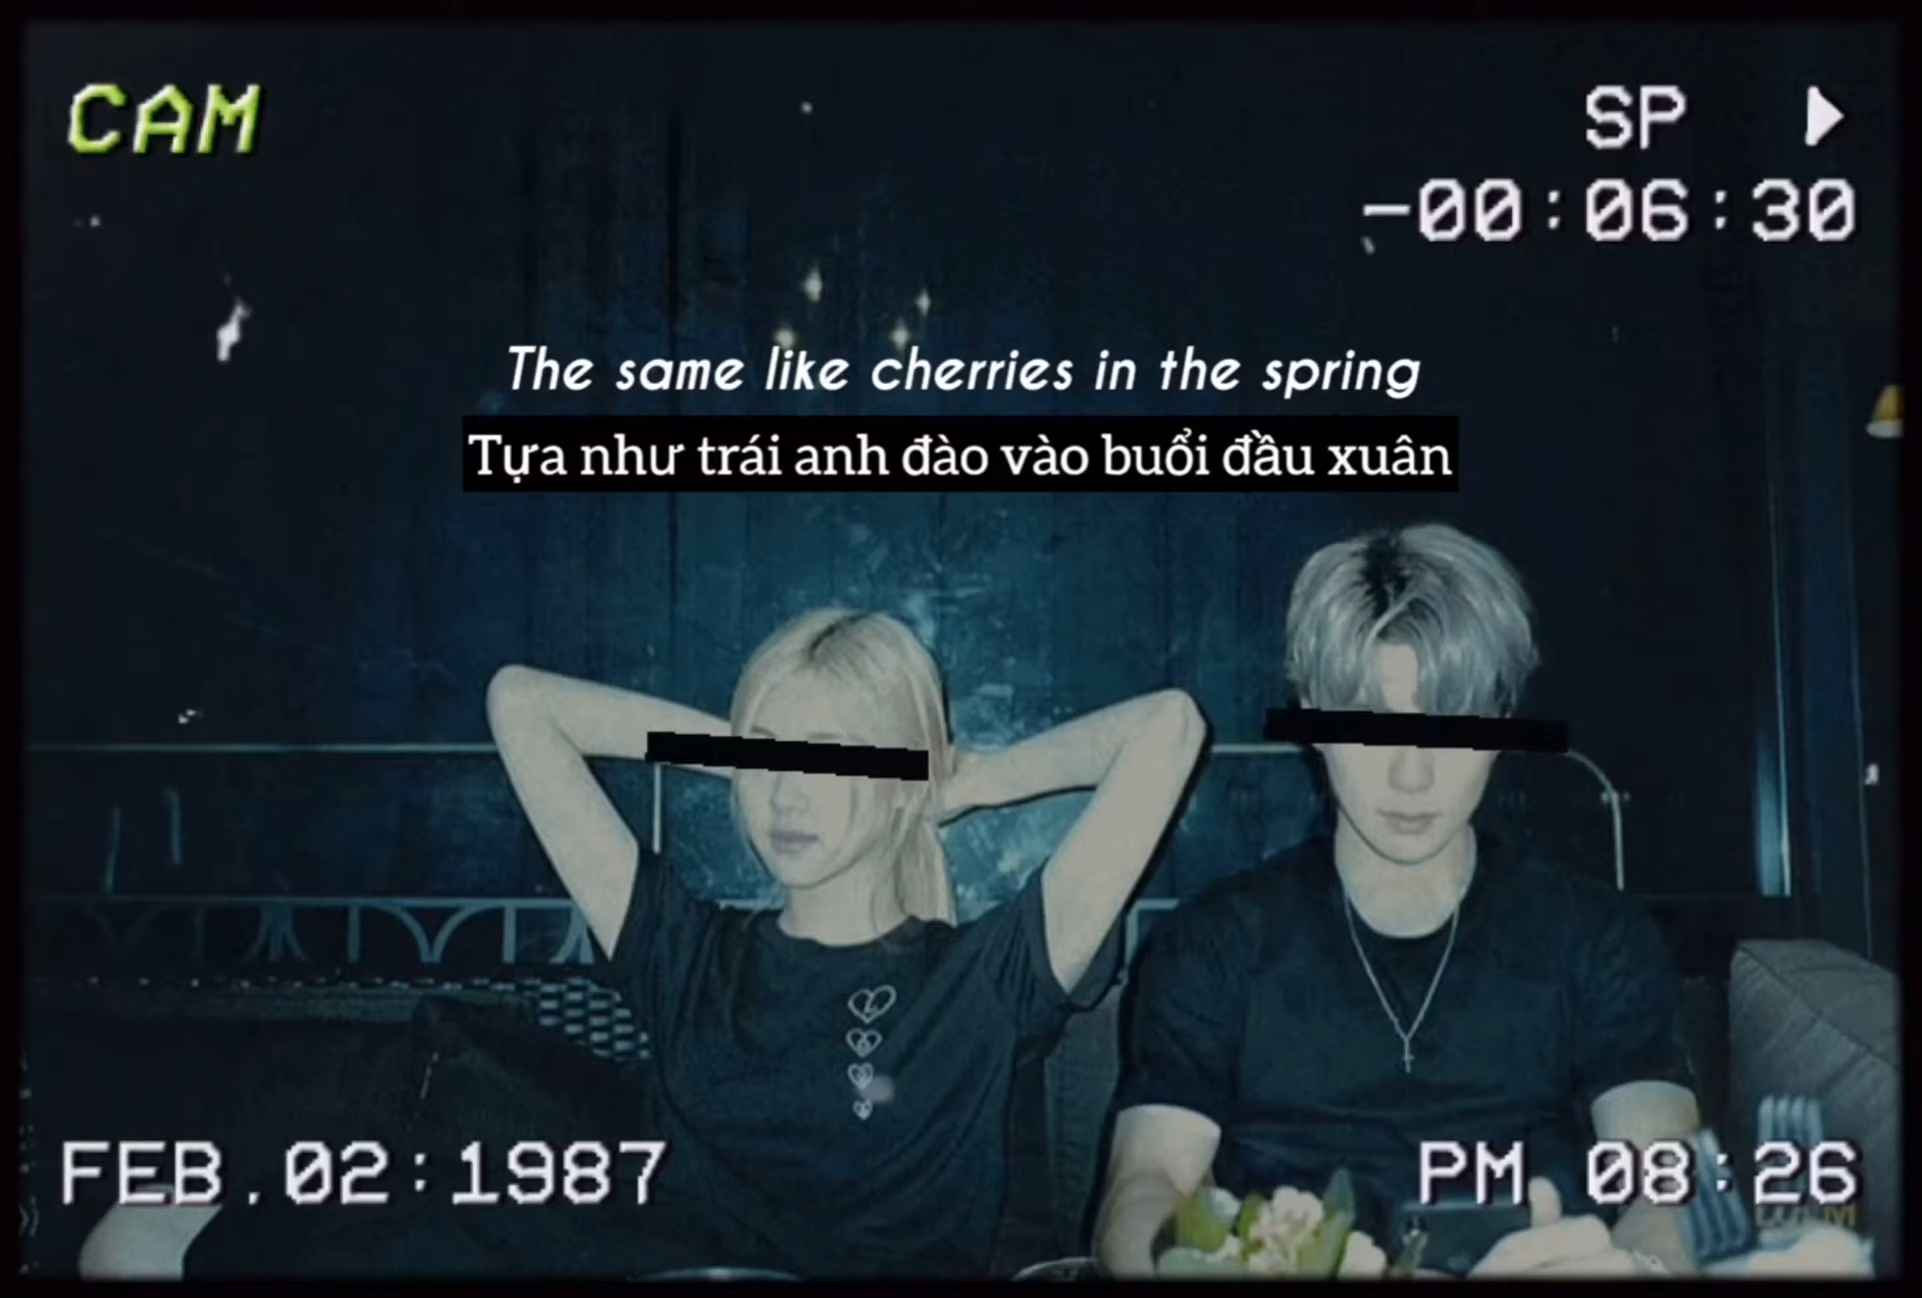 CAM
SP
-00:06:30
The same like cherries in the spring
Tựa như trái anh đào vào buổi đầu xuân
FEB.02:1987
PM 08:26